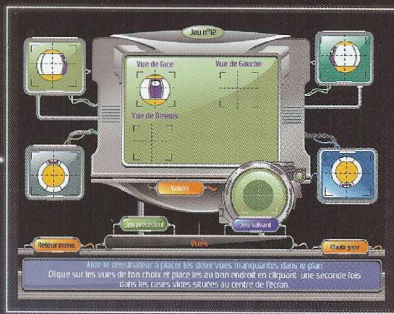 Jeu n°12
Vue de face Vue de Gauche
Vue de Dessus
Valider
Jeu précédent Jeu suivant
Retour menu Vues Choix jeux
Aide le dessinateur à placer les deux vues manquantes dans le plan
Clique sur les vues de ton choix et place les au bon endroit en cliquant une seconde fois
dans les cases vides situées au centre de l'écran.